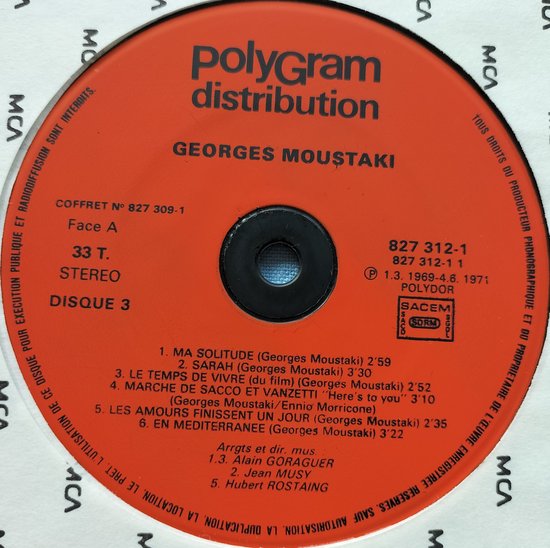 PolyGram
distribution
GEORGES MOUSTAKI
COFFRET Nº 827 309-1
Face A
33 T.
STEREO
DISQUE 3
827 312-1
827 312-1 1
Ⓟ 1.3. 1969-4.6. 1971
POLYDOR
SACEM
SACD
SDRM
SGDL
1. MA SOLITUDE (Georges Moustaki) 2'59
2. SARAH (Georges Moustaki) 3'30
3. LE TEMPS DE VIVRE (du film) (Georges Moustaki) 2'52
4. MARCHE DE SACCO ET VANZETTI "Here's to you" 3'10
(Georges Moustaki/Ennio Morricone)
5. LES AMOURS FINISSENT UN JOUR (Georges Moustaki) 2'35
6. EN MEDITERRANEE (Georges Moustaki) 3'22
Arrgts et dir. mus.
1.3. Alain GORAGUER
2. Jean MUSY
5. Hubert ROSTAING
TOUS DROITS DU PRODUCTEUR PHONOGRAPHIQUE ET DU PROPRIETAIRE DE L'ŒUVRE ENREGISTREE RESERVES. SAUF AUTORISATION, LA DUPLICATION, LA LOCATION, LE PRET, L'UTILISATION DE CE DISQUE POUR EXECUTION PUBLIQUE ET RADIODIFFUSION SONT INTERDITS.
MCA
MCA
MCA
MCA
MCA
MCA
MCA